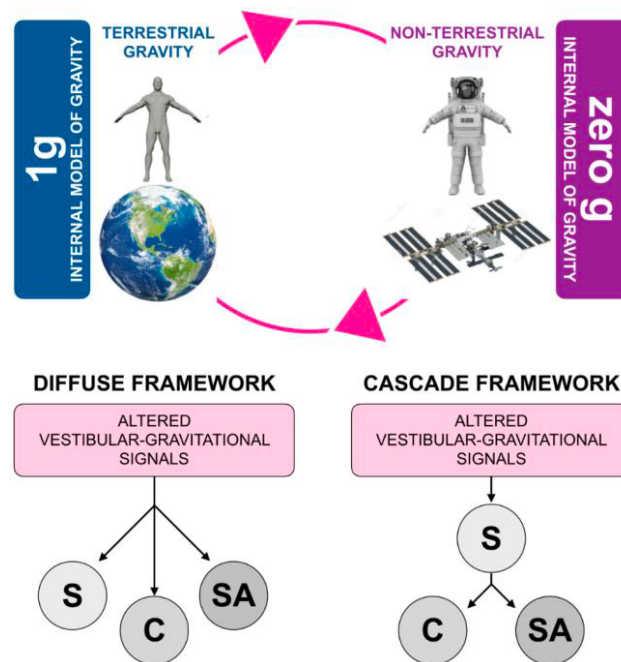 TERRESTRIAL
GRAVITY
NON-TERRESTRIAL
GRAVITY
1g
INTERNAL MODEL OF GRAVITY
zero g
INTERNAL MODEL OF GRAVITY
DIFFUSE FRAMEWORK
CASCADE FRAMEWORK
ALTERED
VESTIBULAR-GRAVITATIONAL
SIGNALS
ALTERED
VESTIBULAR-GRAVITATIONAL
SIGNALS
S
C
SA
S
C
SA